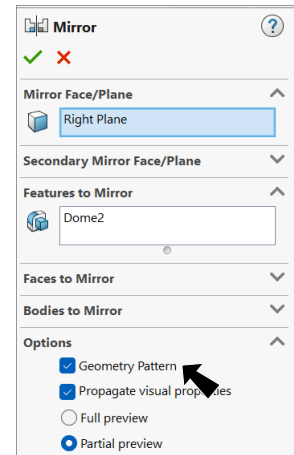 Mirror
?
Mirror Face/Plane
Right Plane
Secondary Mirror Face/Plane
Features to Mirror
Dome2
Faces to Mirror
Bodies to Mirror
Options
Geometry Pattern
Propagate visual properties
Full preview
Partial preview